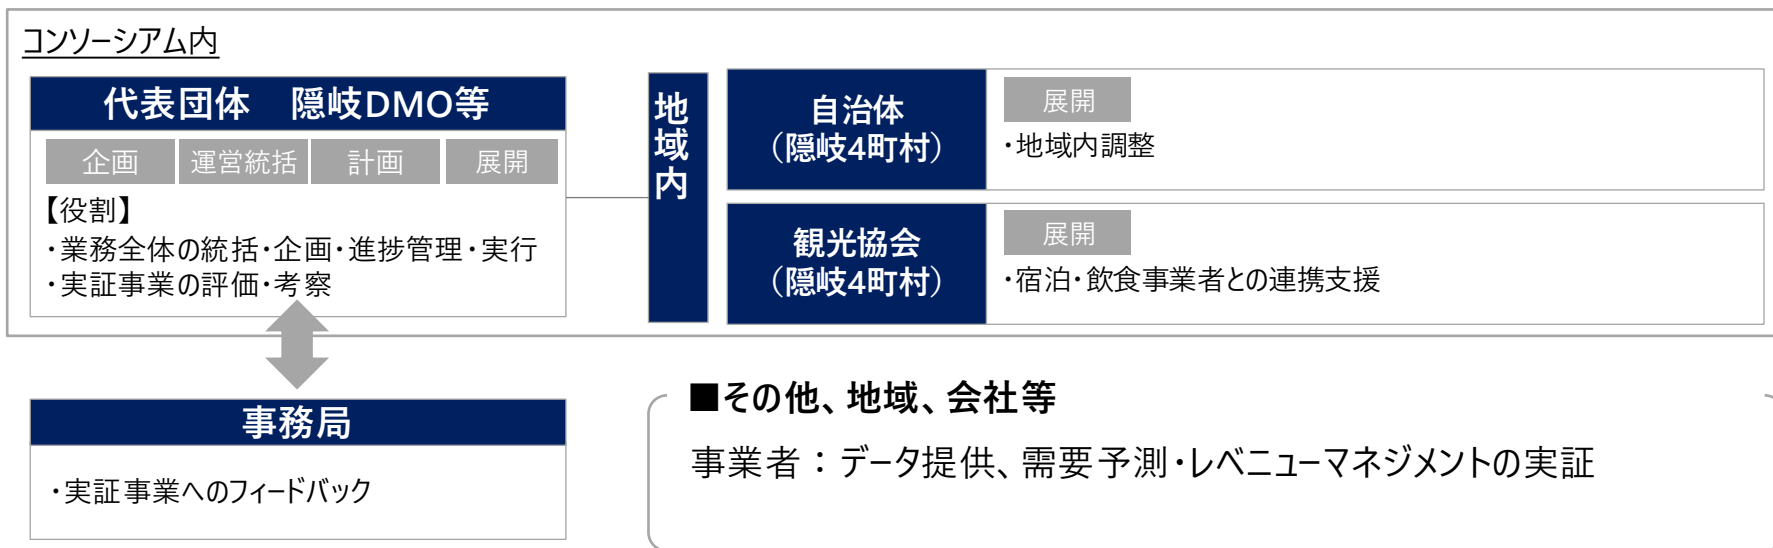 コンソーシアム内
代表団体　隠岐DMO等
企画
運営統括
計画
展開
【役割】
・業務全体の統括・企画・進捗管理・実行
・実証事業の評価・考察
地域内
自治体
（隠岐4町村）
展開
・地域内調整
観光協会
（隠岐4町村）
展開
・宿泊・飲食事業者との連携支援
事務局
・実証事業へのフィードバック
■その他、地域、会社等
事業者：データ提供、需要予測・レベニューマネジメントの実証